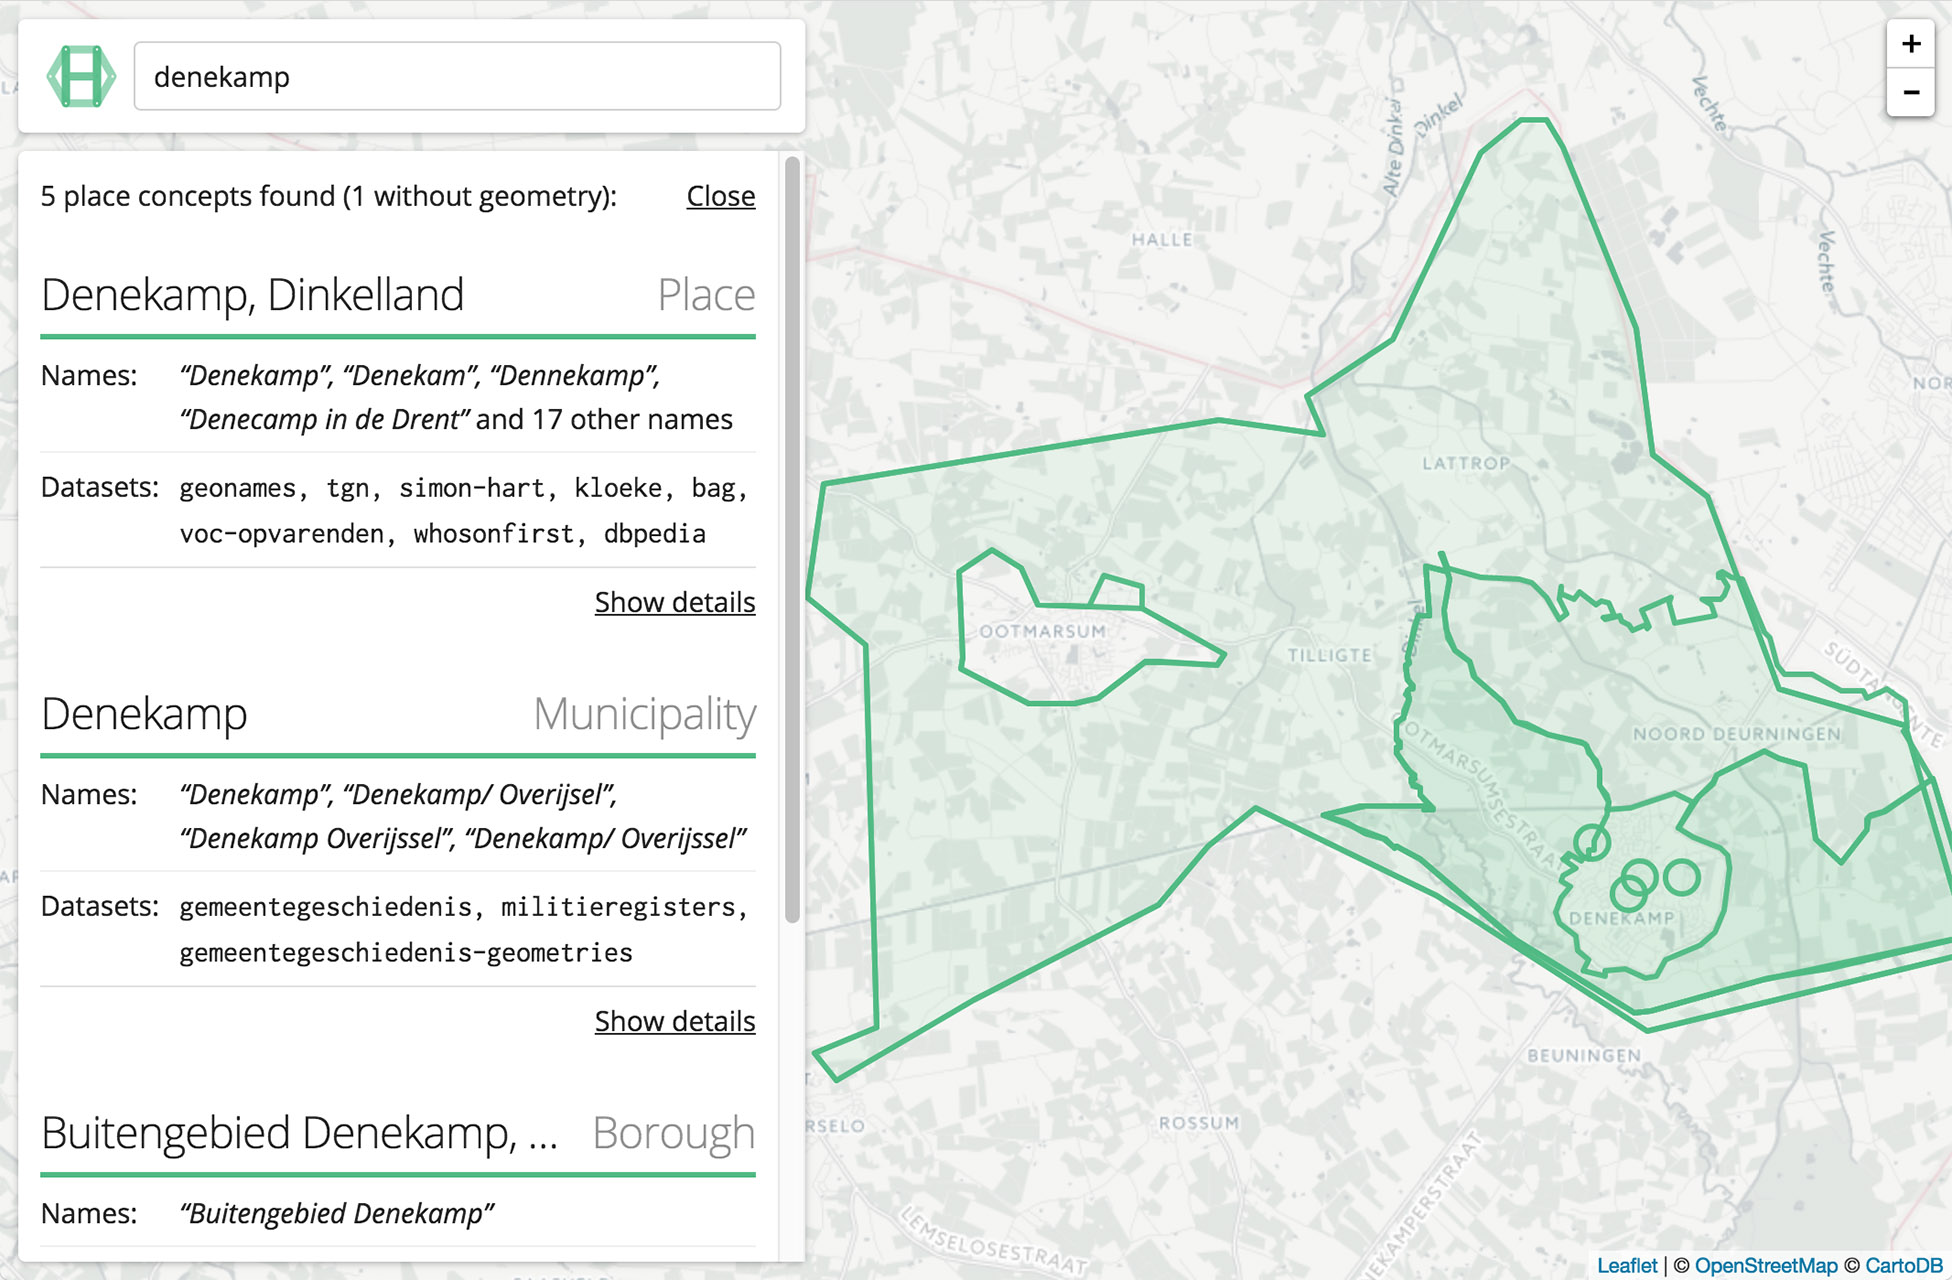 denekamp
5 place concepts found (1 without geometry):
Close
Denekamp, Dinkelland
Place
Names:
“Denekamp”, “Denekam”, “Dennekamp”,
“Denecamp in de Drent” and 17 other names
Datasets:
geonames, tgn, simon-hart, kloeke, bag,
voc-opvarenden, whosonfirst, dbpedia
Show details
Denekamp
Municipality
Names:
“Denekamp”, “Denekamp/ Overijsel”,
“Denekamp Overijssel”, “Denekamp/ Overijssel”
Datasets:
gemeentegeschiedenis, militieregisters,
gemeentegeschiedenis-geometries
Show details
Buitengebied Denekamp, ...
Borough
Names:
“Buitengebied Denekamp”
+
−
Alte Dinkel
Dinkel
Vechte
Vechte
HALLE
NOR
LATTROP
OOTMARSUM
TILLIGTE
Dinkel
SÜDTANGENTE
NOORD DEURNINGEN
OOTMARSUMSESTRAAT
DENEKAMP
BEUNINGEN
RSELO
ROSSUM
LEMSELOSESTRAAT
NEKAMPERSTRAAT
Leaflet | © OpenStreetMap © CartoDB